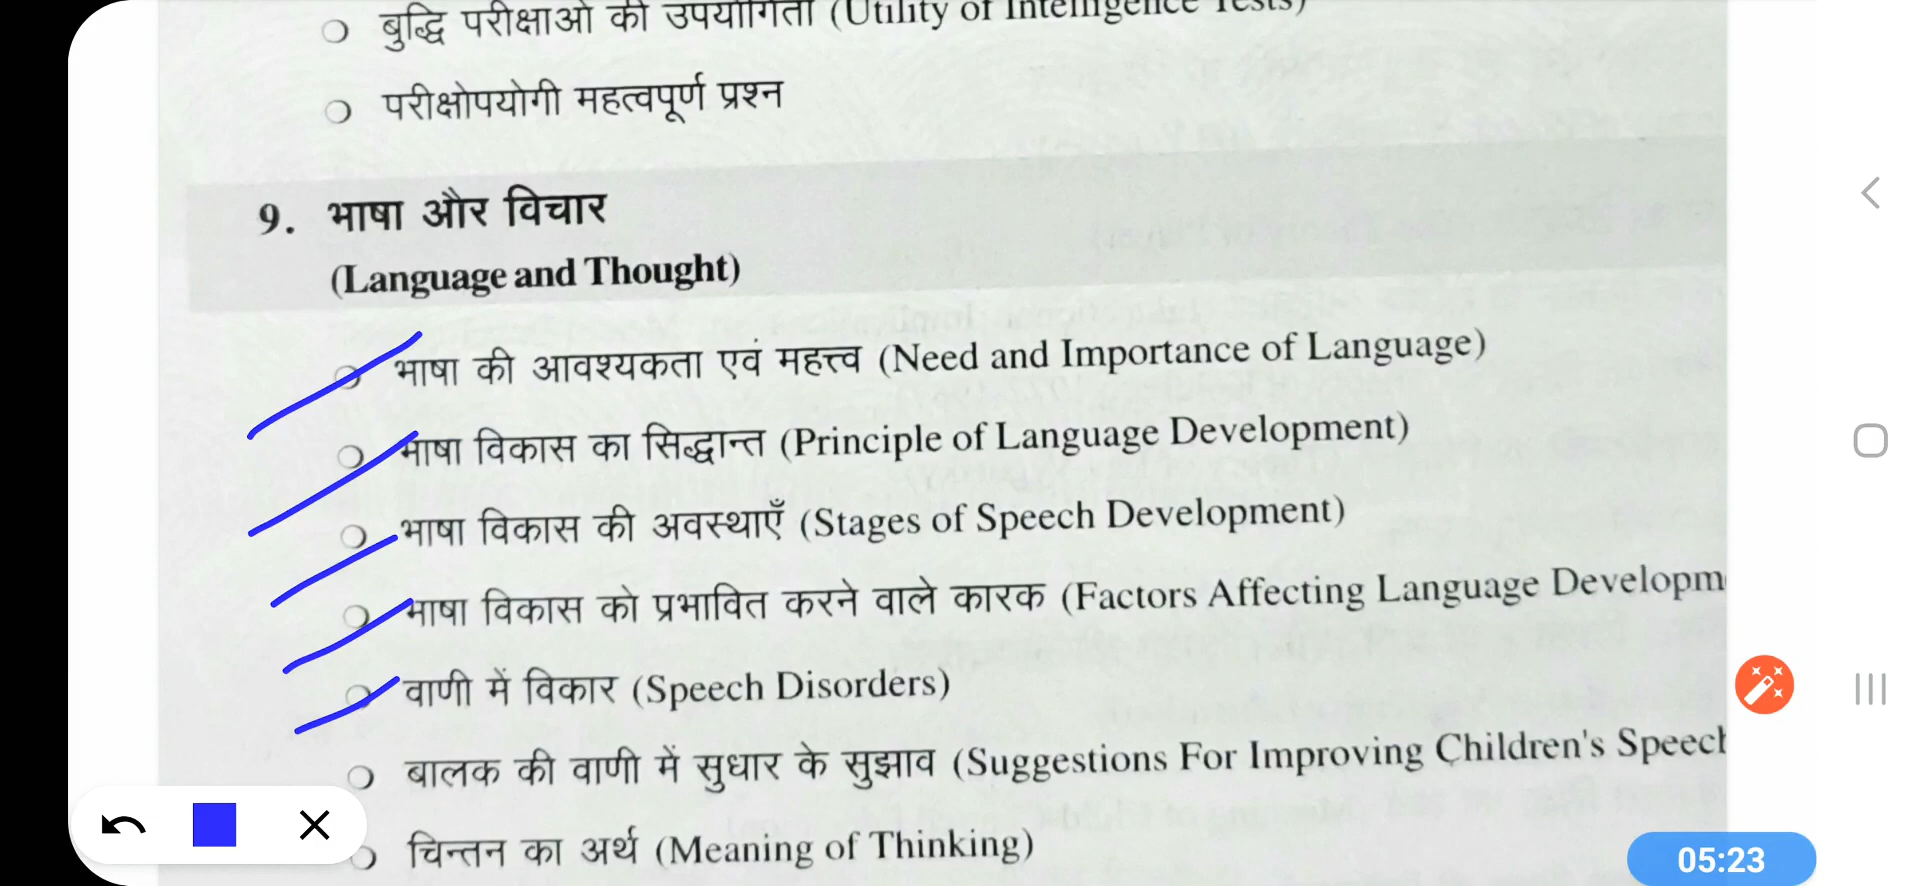 बुद्धि परीक्षाओं की उपयोगिता (Utility of Intelligence Tests)
परीक्षोपयोगी महत्वपूर्ण प्रश्न
9. भाषा और विचार
(Language and Thought)
भाषा की आवश्यकता एवं महत्त्व (Need and Importance of Language)
भाषा विकास का सिद्धान्त (Principle of Language Development)
भाषा विकास की अवस्थाएँ (Stages of Speech Development)
भाषा विकास को प्रभावित करने वाले कारक (Factors Affecting Language Developm
वाणी में विकार (Speech Disorders)
बालक की वाणी में सुधार के सुझाव (Suggestions For Improving Children's Speech
चिन्तन का अर्थ (Meaning of Thinking)
05:23